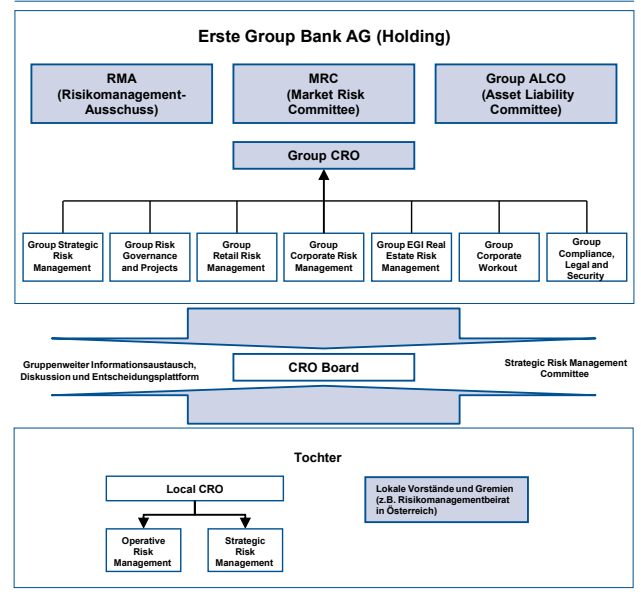 Erste Group Bank AG (Holding)
RMA
(Risikomanagement-
Ausschuss)
MRC
(Market Risk
Committee)
Group ALCO
(Asset Liability
Committee)
Group CRO
Group Strategic
Risk
Management
Group Risk
Governance
and Projects
Group
Retail Risk
Management
Group
Corporate Risk
Management
Group EGI Real
Estate Risk
Management
Group
Corporate
Workout
Group
Compliance,
Legal and
Security
Gruppenweiter Informationsaustausch,
Diskussion und Entscheidungsplattform
CRO Board
Strategic Risk Management
Committee
Tochter
Local CRO
Operative
Risk
Management
Strategic
Risk
Management
Lokale Vorstände und Gremien
(z.B. Risikomanagementbeirat
in Österreich)